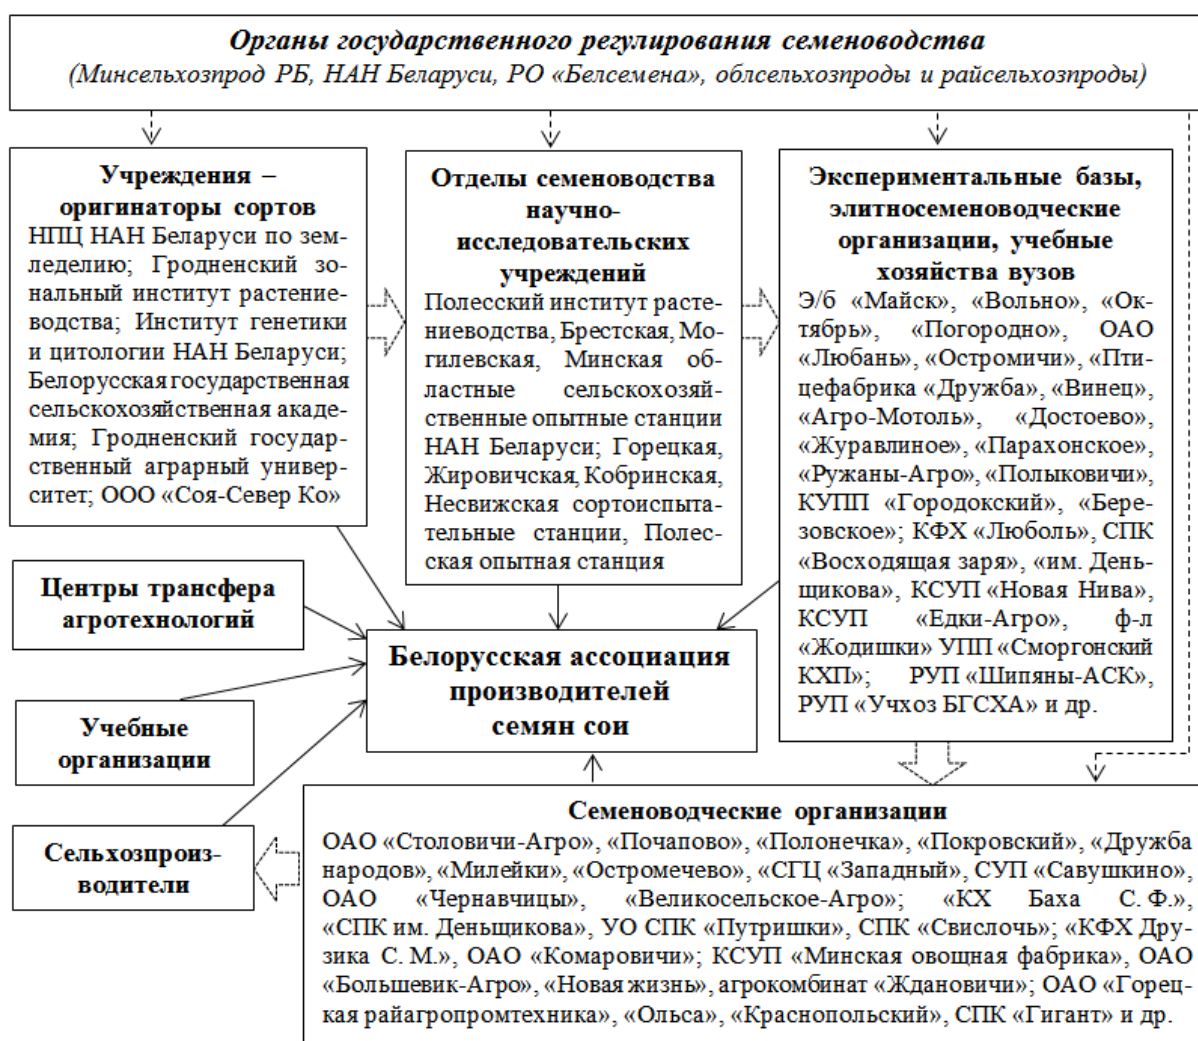 Органы государственного регулирования семеноводства
(Минсельхозпрод РБ, НАН Беларуси, РО «Белсемена», облсельхозпроды и райсельхозпроды)
Учреждения –
оригинаторы сортов
НПЦ НАН Беларуси по зем-
леделию; Гродненский зо-
нальный институт растение-
водства; Институт генетики
и цитологии НАН Беларуси;
Белорусская государственная
сельскохозяйственная акаде-
мия; Гродненский государ-
ственный аграрный универ-
ситет; ООО «Соя-Север Ко»
Отделы семеноводства
научно-
исследовательских
учреждений
Полесский институт расте-
ниеводства, Брестская, Мо-
гилевская, Минская об-
ластные сельскохозяй-
ственные опытные станции
НАН Беларуси; Горецкая,
Жировичская, Кобринская,
Несвижская сортоиспыта-
тельные станции, Полес-
ская опытная станция
Экспериментальные базы,
элитносеменоводческие
организации, учебные
хозяйства вузов
Э/б «Майск», «Вольно», «Ок-
тябрь», «Погородно», ОАО
«Любань», «Остромичи», «Пти-
цефабрика «Дружба», «Винец»,
«Агро-Мотоль», «Достоево»,
«Журавлиное», «Парахонское»,
«Ружаны-Агро», «Полыковичи»,
КУПП «Городокский», «Бере-
зовское»; КФХ «Люболь», СПК
«Восходящая заря», «им. День-
щикова», КСУП «Новая Нива»,
КСУП «Едки-Агро», ф-л
«Жодишки» УПП «Сморгонский
КХП»; РУП «Шипяны-АСК»,
РУП «Учхоз БГСХА» и др.
Центры трансфера
агротехнологий
Белорусская ассоциация
производителей
семян сои
Учебные
организации
Сельхозпроиз-
водители
Семеноводческие организации
ОАО «Столовичи-Агро», «Почапово», «Полонечка», «Покровский», «Дружба
народов», «Милейки», «Остромечево», «СГЦ «Западный», СУП «Савушкино»,
ОАО «Чернавчицы», «Великосельское-Агро»; «КХ Баха С. Ф.»,
«СПК им. Деньщикова», УО СПК «Путришки», СПК «Свислочь»; «КФХ Дру-
зика С. М.», ОАО «Комаровичи»; КСУП «Минская овощная фабрика», ОАО
«Большевик-Агро», «Новая жизнь», агрокомбинат «Ждановичи»; ОАО «Горец-
кая райагропромтехника», «Ольса», «Краснопольский», СПК «Гигант» и др.